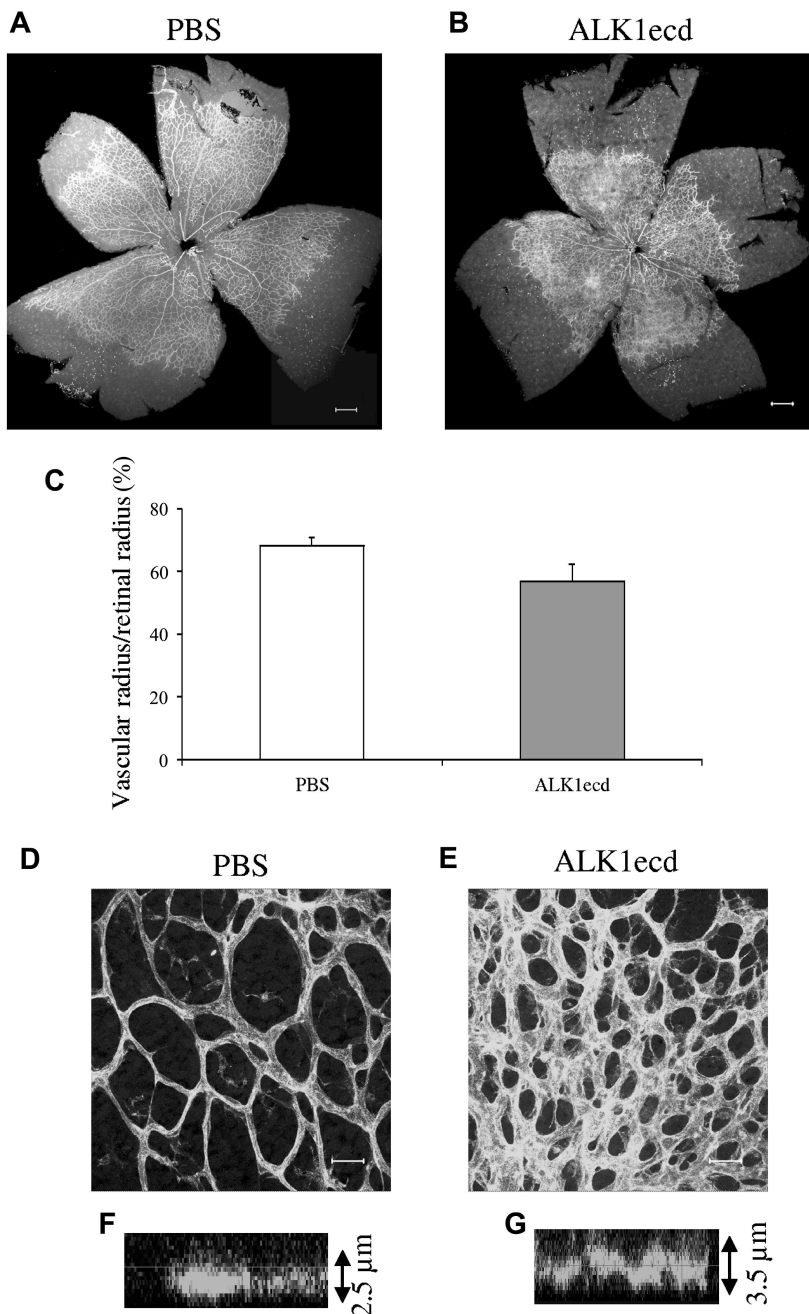 A
PBS
B
ALK1ecd
C
Vascular radius/retinal radius (%)
80
60
40
20
0
PBS
ALK1ecd
D
PBS
E
ALK1ecd
F
2.5 µm
G
3.5 µm